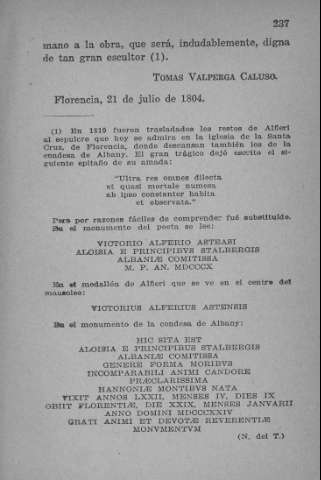 237
mano a la obra, que será, indudablemente, digna
de tan gran escultor (1).
TOMAS VALPERGA CALUSO.
Florencia, 21 de julio de 1804.
(1) En 1810 fueron trasladados los restos de Alfieri
al sepulcro que hoy se admira en la iglesia de la Santa
Cruz, de Florencia, donde descansan también los de la
condesa de Albany. El gran trágico dejó escrito el si-
guiente epitafio de su amada:
"Ultra res omnes dilecta
et quasi mortale numesa
ab ipso constanter habita
et observata."
Pero por razones fáciles de comprender fué substituído.
En el monumento del poeta se lee:
VICTORIO ALFERIO ASTEASI
ALOISIA E PRINCIPIBVS STALBERGIS
ALBANIÆ COMITISSA
M. P. AN. MDCCCX
En el medallón de Alfieri que se ve en el centro del
mausoleo:
VICTORIUS ALFERIUS ASTENSIS
En el monumento de la condesa de Albany:
HIC SITA EST
ALOISIA E PRINCIPIBUS STALBERGIS
ALBANIÆ COMITISSA
GENERE FORMA MORIBVS
INCOMPARABILI ANIMI CANDORE
PRÆCLARISSIMA
HANNONIÆ MONTIBVS NATA
VIXIT ANNOS LXXII, MENSES IV, DIES IX
OBIIT FLORENTIÆ, DIE XXIX, MENSES JANVARII
ANNO DOMINI MDCCCXXIV
GRATI ANIMI ET DEVOTÆ REVERENTIÆ
MONVMENTVM
(N. del T.)